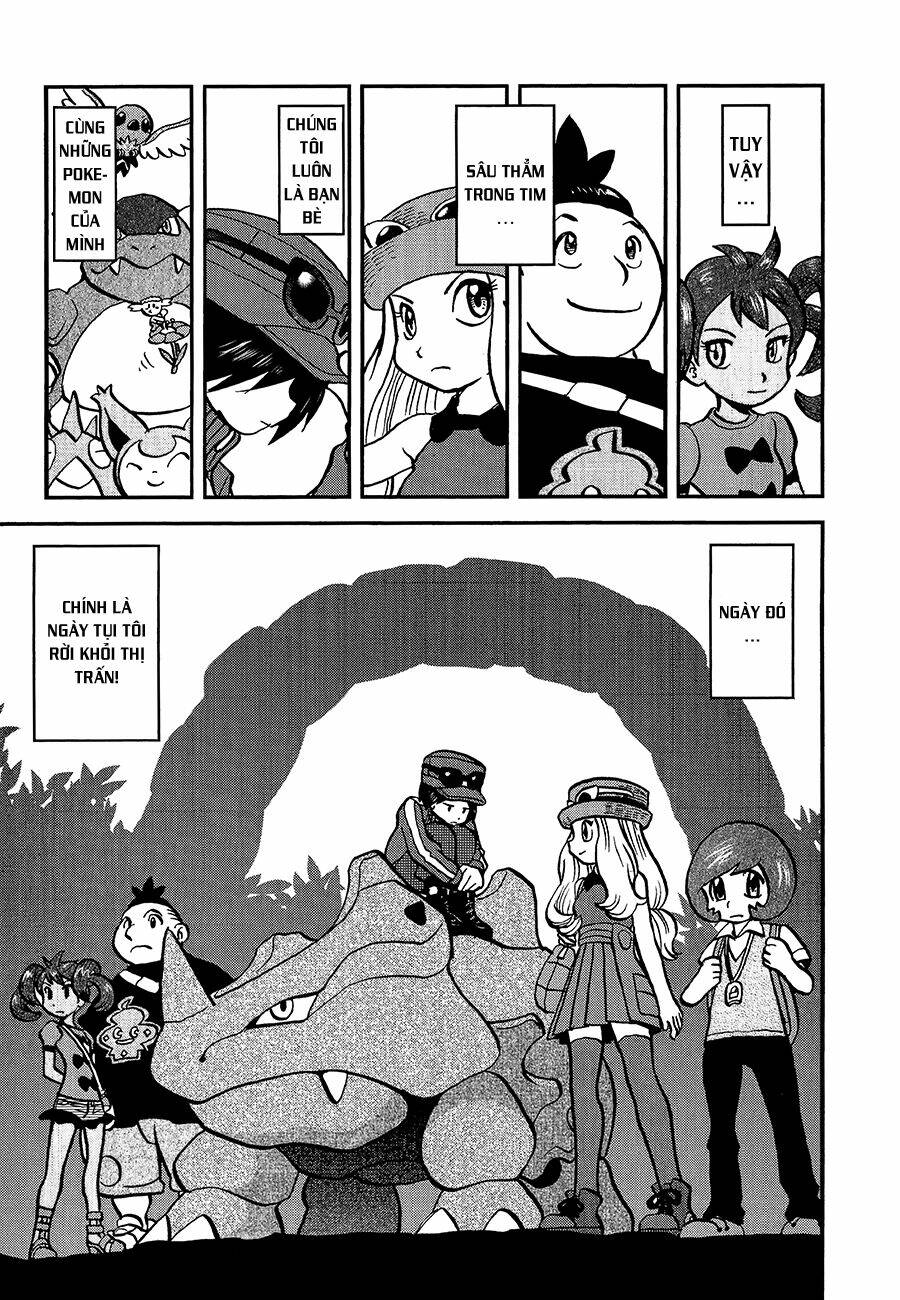 TUY
VẬY
...
SÂU THẲM
TRONG TIM
...
CHÚNG
TÔI
LUÔN
LÀ BẠN
BÈ
CÙNG
NHỮNG
POKE-
MON
CỦA
MÌNH
NGÀY ĐÓ
...
CHÍNH LÀ
NGÀY TỤI TÔI
RỜI KHỎI THỊ
TRẤN!